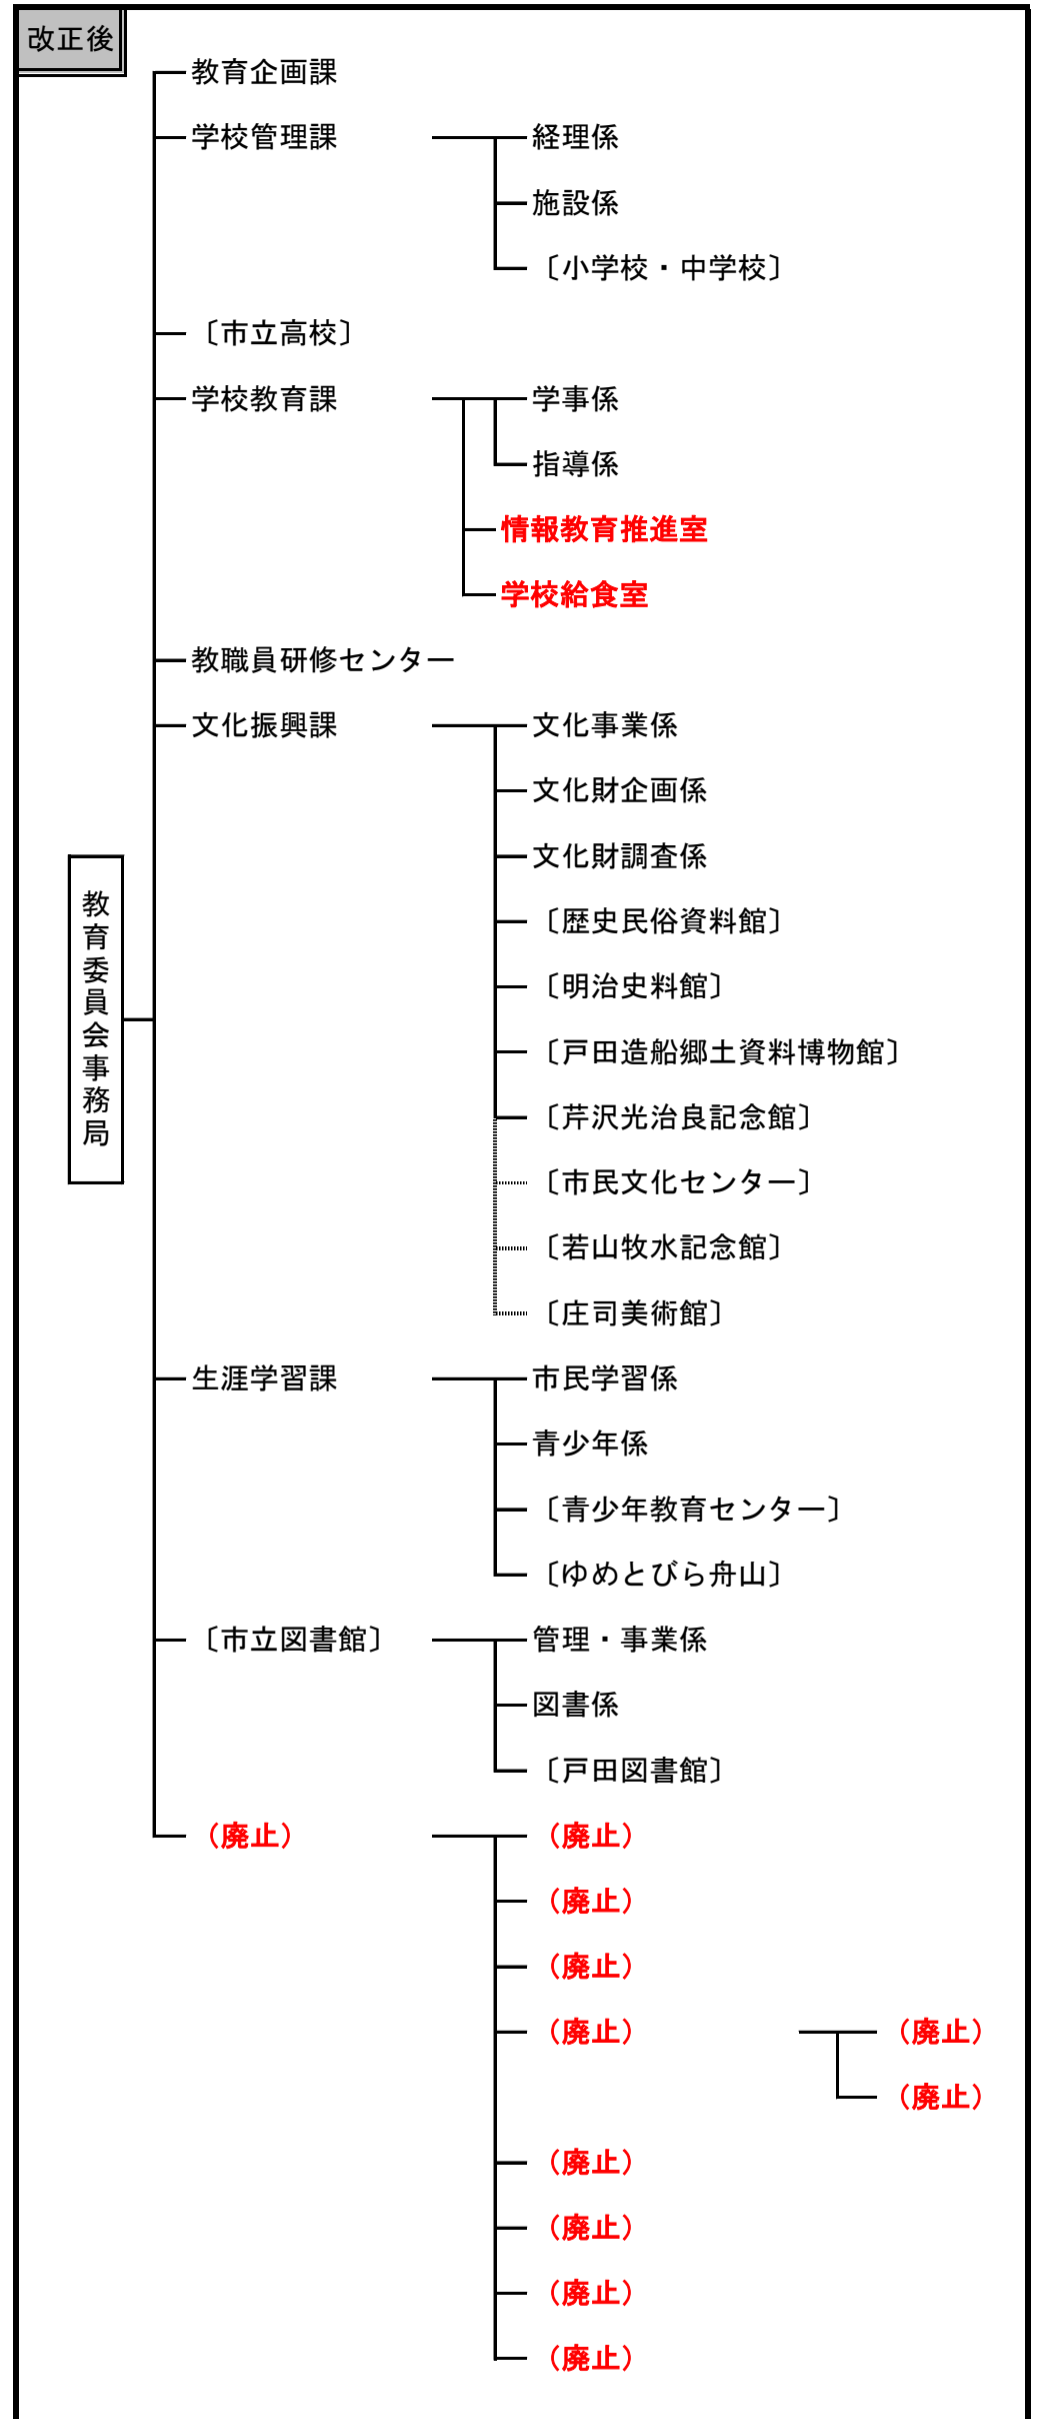 改正後
教育企画課
学校管理課 経理係
施設係
〔小学校・中学校〕
〔市立高校〕
学校教育課 学事係
指導係
情報教育推進室
学校給食室
教職員研修センター
文化振興課 文化事業係
文化財企画係
文化財調査係
教育委員会事務局
〔歴史民俗資料館〕
〔明治史料館〕
〔戸田造船郷土資料博物館〕
〔芹沢光治良記念館〕
〔市民文化センター〕
〔若山牧水記念館〕
〔庄司美術館〕
生涯学習課 市民学習係
青少年係
〔青少年教育センター〕
〔ゆめとびら舟山〕
〔市立図書館〕 管理・事業係
図書係
〔戸田図書館〕
（廃止） （廃止）
（廃止）
（廃止）
（廃止） （廃止）
（廃止）
（廃止）
（廃止）
（廃止）
（廃止）